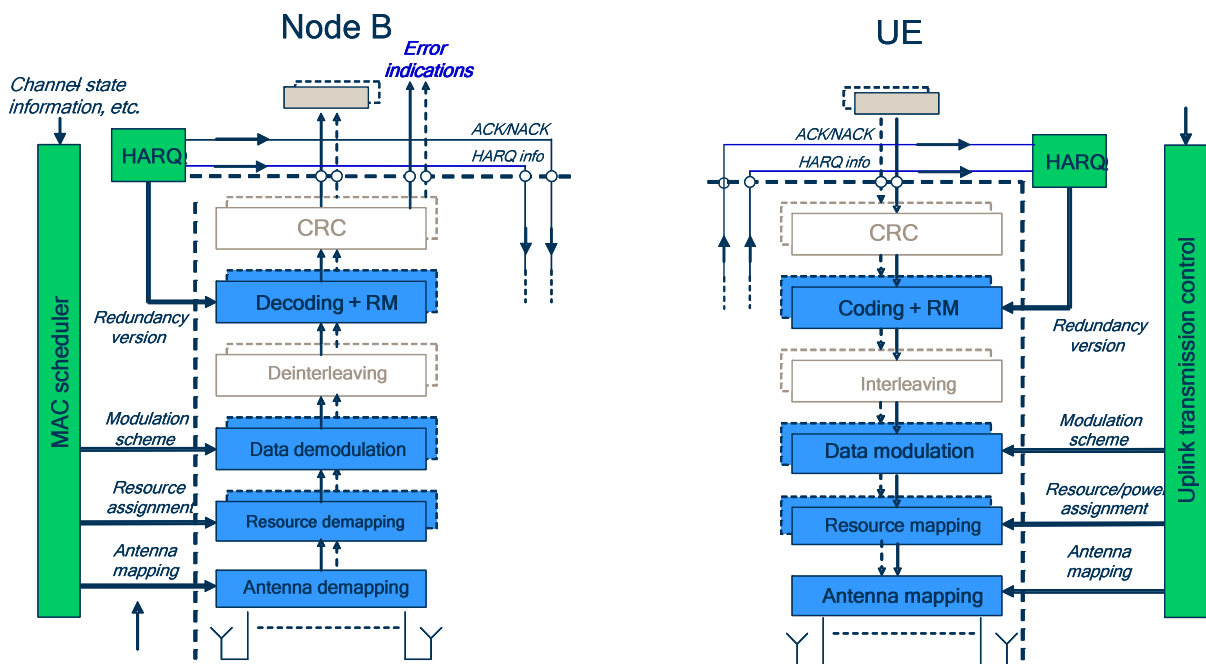 Node B
Error
indications
Channel state
information, etc.
HARQ
ACK/NACK
HARQ info
MAC scheduler
CRC
Decoding + RM
Redundancy
version
Deinterleaving
Modulation
scheme
Data demodulation
Resource
assignment
Resource demapping
Antenna
mapping
Antenna demapping
UE
ACK/NACK
HARQ info
HARQ
Uplink transmission control
CRC
Coding + RM
Redundancy
version
Interleaving
Data modulation
Modulation
scheme
Resource mapping
Resource/power
assignment
Antenna mapping
Antenna
mapping